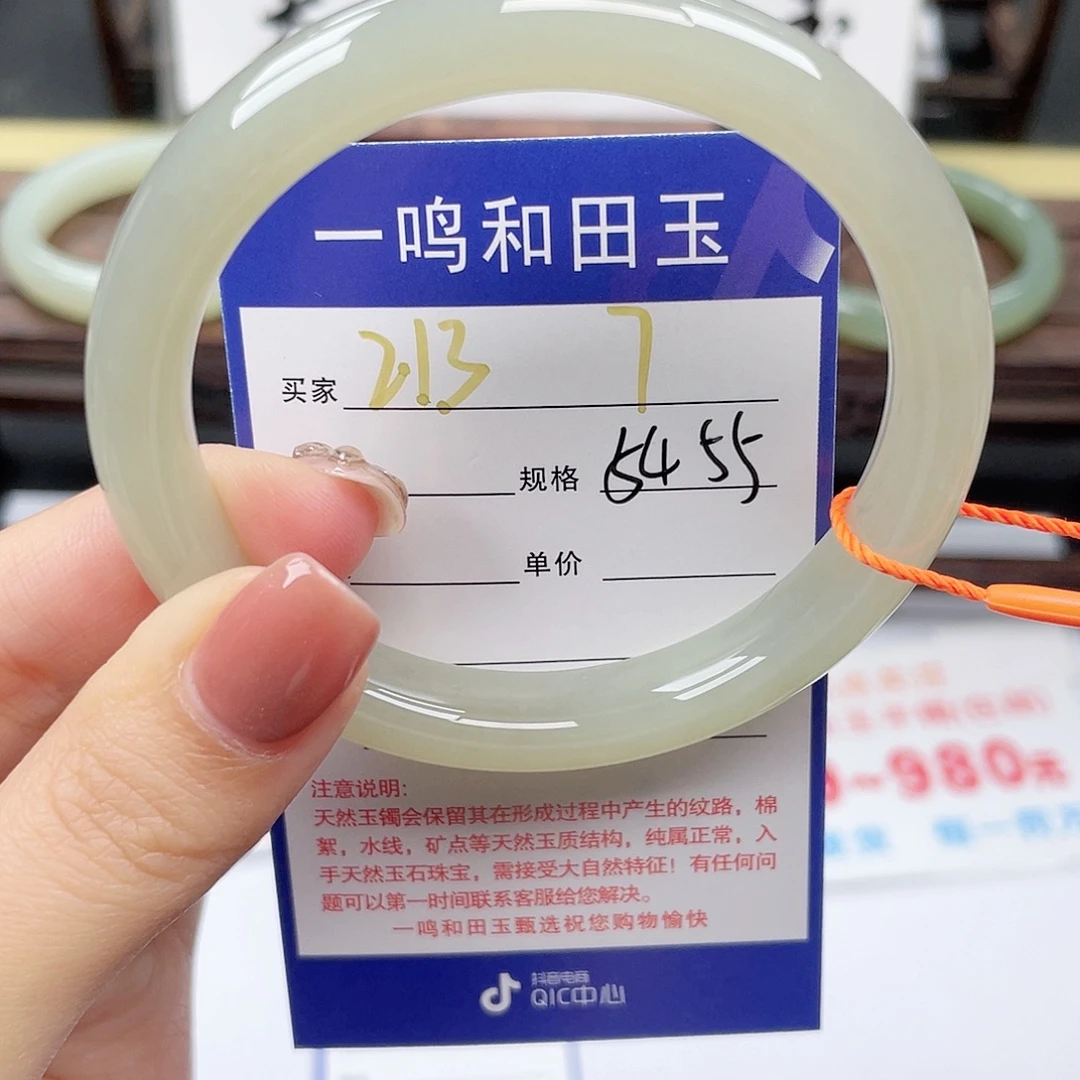 一鸣和田玉
买家 213 7
规格 54 55
单价
注意说明:
天然玉镯会保留其在形成过程中产生的纹路，棉
絮，水线，矿点等天然玉质结构，纯属正常，入
手天然玉石珠宝，需接受大自然特征！有任何问
题可以第一时间联系客服给您解决。
一鸣和田玉甄选祝您购物愉快
抖音电商
QIC中心
~980元